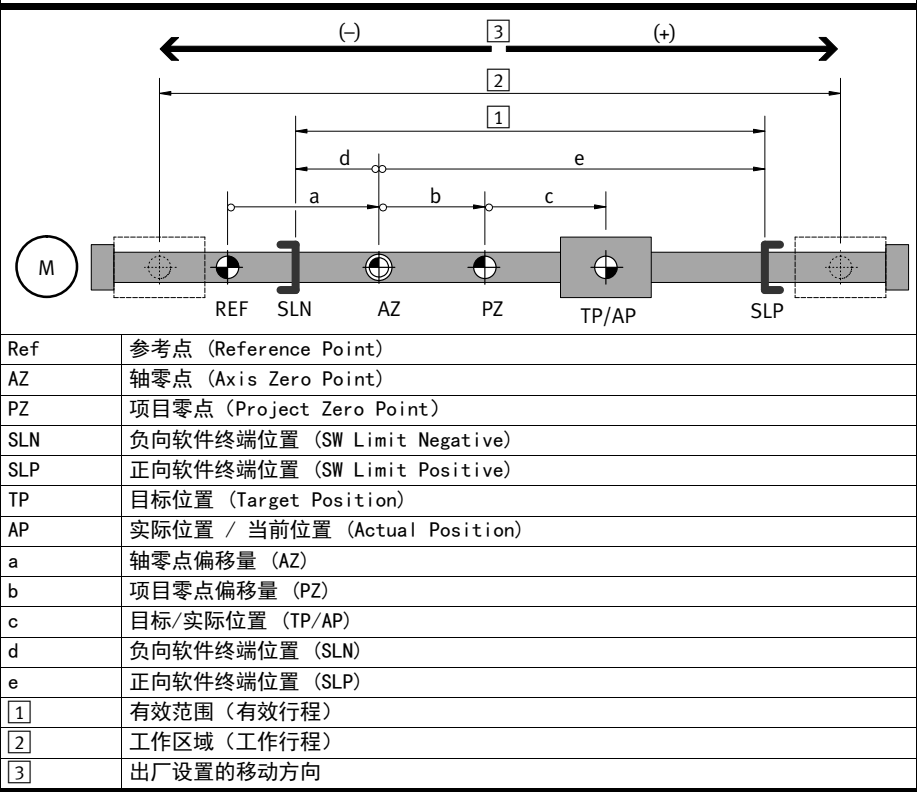 (–) 3 (+)
2
1
d e
a b c
M
REF SLN AZ PZ TP/AP SLP
Ref 参考点 (Reference Point)
AZ 轴零点 (Axis Zero Point)
PZ 项目零点 (Project Zero Point)
SLN 负向软件终端位置 (SW Limit Negative)
SLP 正向软件终端位置 (SW Limit Positive)
TP 目标位置 (Target Position)
AP 实际位置 / 当前位置 (Actual Position)
a 轴零点偏移量 (AZ)
b 项目零点偏移量 (PZ)
c 目标/实际位置 (TP/AP)
d 负向软件终端位置 (SLN)
e 正向软件终端位置 (SLP)
1 有效范围（有效行程）
2 工作区域（工作行程）
3 出厂设置的移动方向